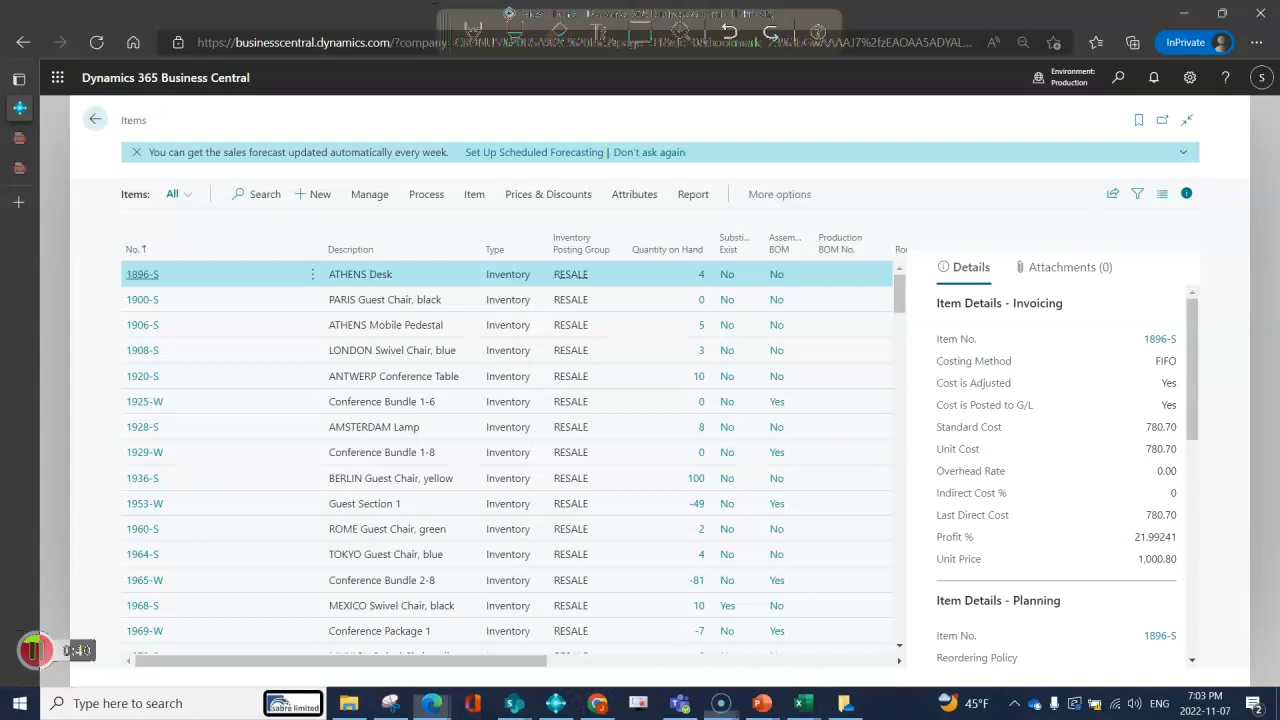 https://businesscentral.dynamics.com/?company
InPrivate
Dynamics 365 Business Central
Environment:
Production
S
Items
You can get the sales forecast updated automatically every week. Set Up Scheduled Forecasting | Don't ask again
Items: All Search New Manage Process Item Prices & Discounts Attributes Report More options
No. ↑ Description Type Inventory Posting Group Quantity on Hand Substi... Exist Assem... BOM Production BOM No. Ro
1896-S ATHENS Desk Inventory RESALE 4 No No
1900-S PARIS Guest Chair, black Inventory RESALE 0 No No
1906-S ATHENS Mobile Pedestal Inventory RESALE 5 No No
1908-S LONDON Swivel Chair, blue Inventory RESALE 3 No No
1920-S ANTWERP Conference Table Inventory RESALE 10 No No
1925-W Conference Bundle 1-6 Inventory RESALE 0 No Yes
1928-S AMSTERDAM Lamp Inventory RESALE 8 No No
1929-W Conference Bundle 1-8 Inventory RESALE 0 No Yes
1936-S BERLIN Guest Chair, yellow Inventory RESALE 100 No No
1953-W Guest Section 1 Inventory RESALE -49 No Yes
1960-S ROME Guest Chair, green Inventory RESALE 2 No No
1964-S TOKYO Guest Chair, blue Inventory RESALE 4 No No
1965-W Conference Bundle 2-8 Inventory RESALE -81 No Yes
1968-S MEXICO Swivel Chair, black Inventory RESALE 10 Yes No
1969-W Conference Package 1 Inventory RESALE -7 No Yes
Details Attachments (0)
Item Details - Invoicing
Item No. 1896-S
Costing Method FIFO
Cost is Adjusted Yes
Cost is Posted to G/L Yes
Standard Cost 780.70
Unit Cost 780.70
Overhead Rate 0.00
Indirect Cost % 0
Last Direct Cost 780.70
Profit % 21.99241
Unit Price 1,000.80
Item Details - Planning
Item No. 1896-S
Reordering Policy
Type here to search
sabre limited
45°F
ENG
7:03 PM
2022-11-07
2